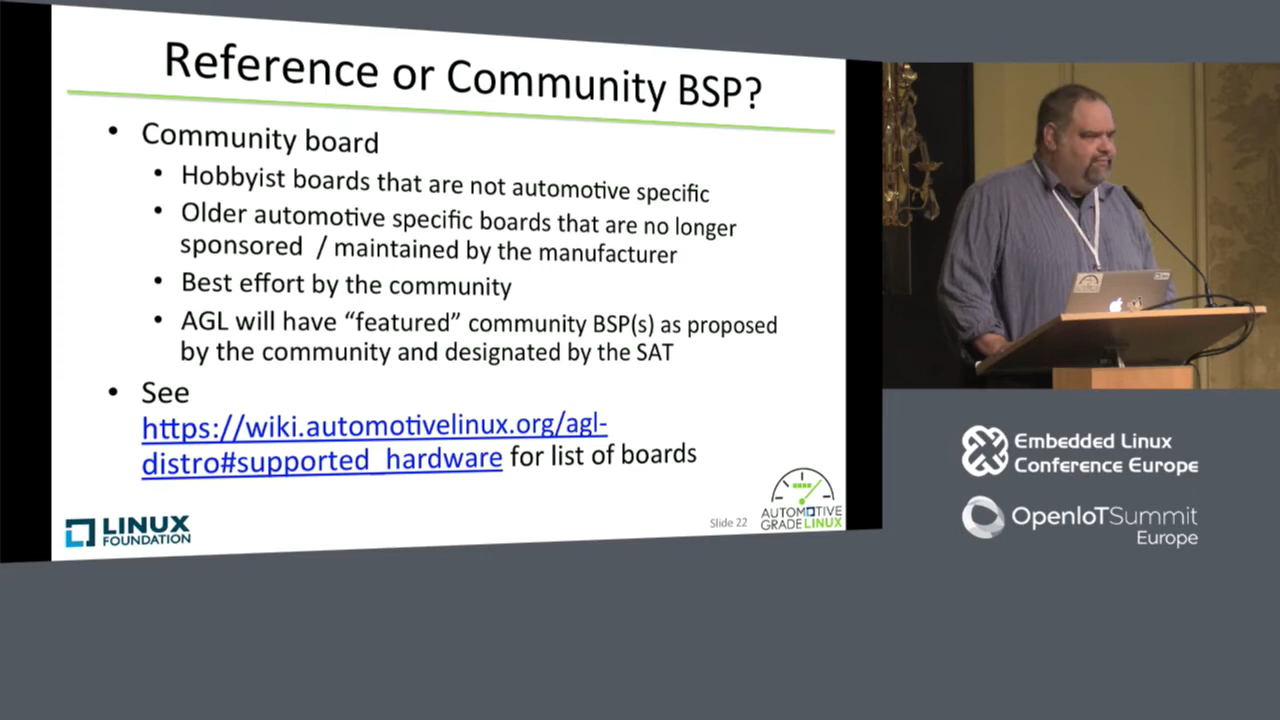 Reference or Community BSP?
• Community board
• Hobbyist boards that are not automotive specific
• Older automotive specific boards that are no longer
sponsored / maintained by the manufacturer
• Best effort by the community
• AGL will have “featured” community BSP(s) as proposed
by the community and designated by the SAT
• See
https://wiki.automotivelinux.org/agl-
distro#supported_hardware for list of boards
LINUX
FOUNDATION
Slide 22
AUTOMOTIVE
GRADELINUX
Embedded Linux
Conference Europe
OpenIoTSummit
Europe